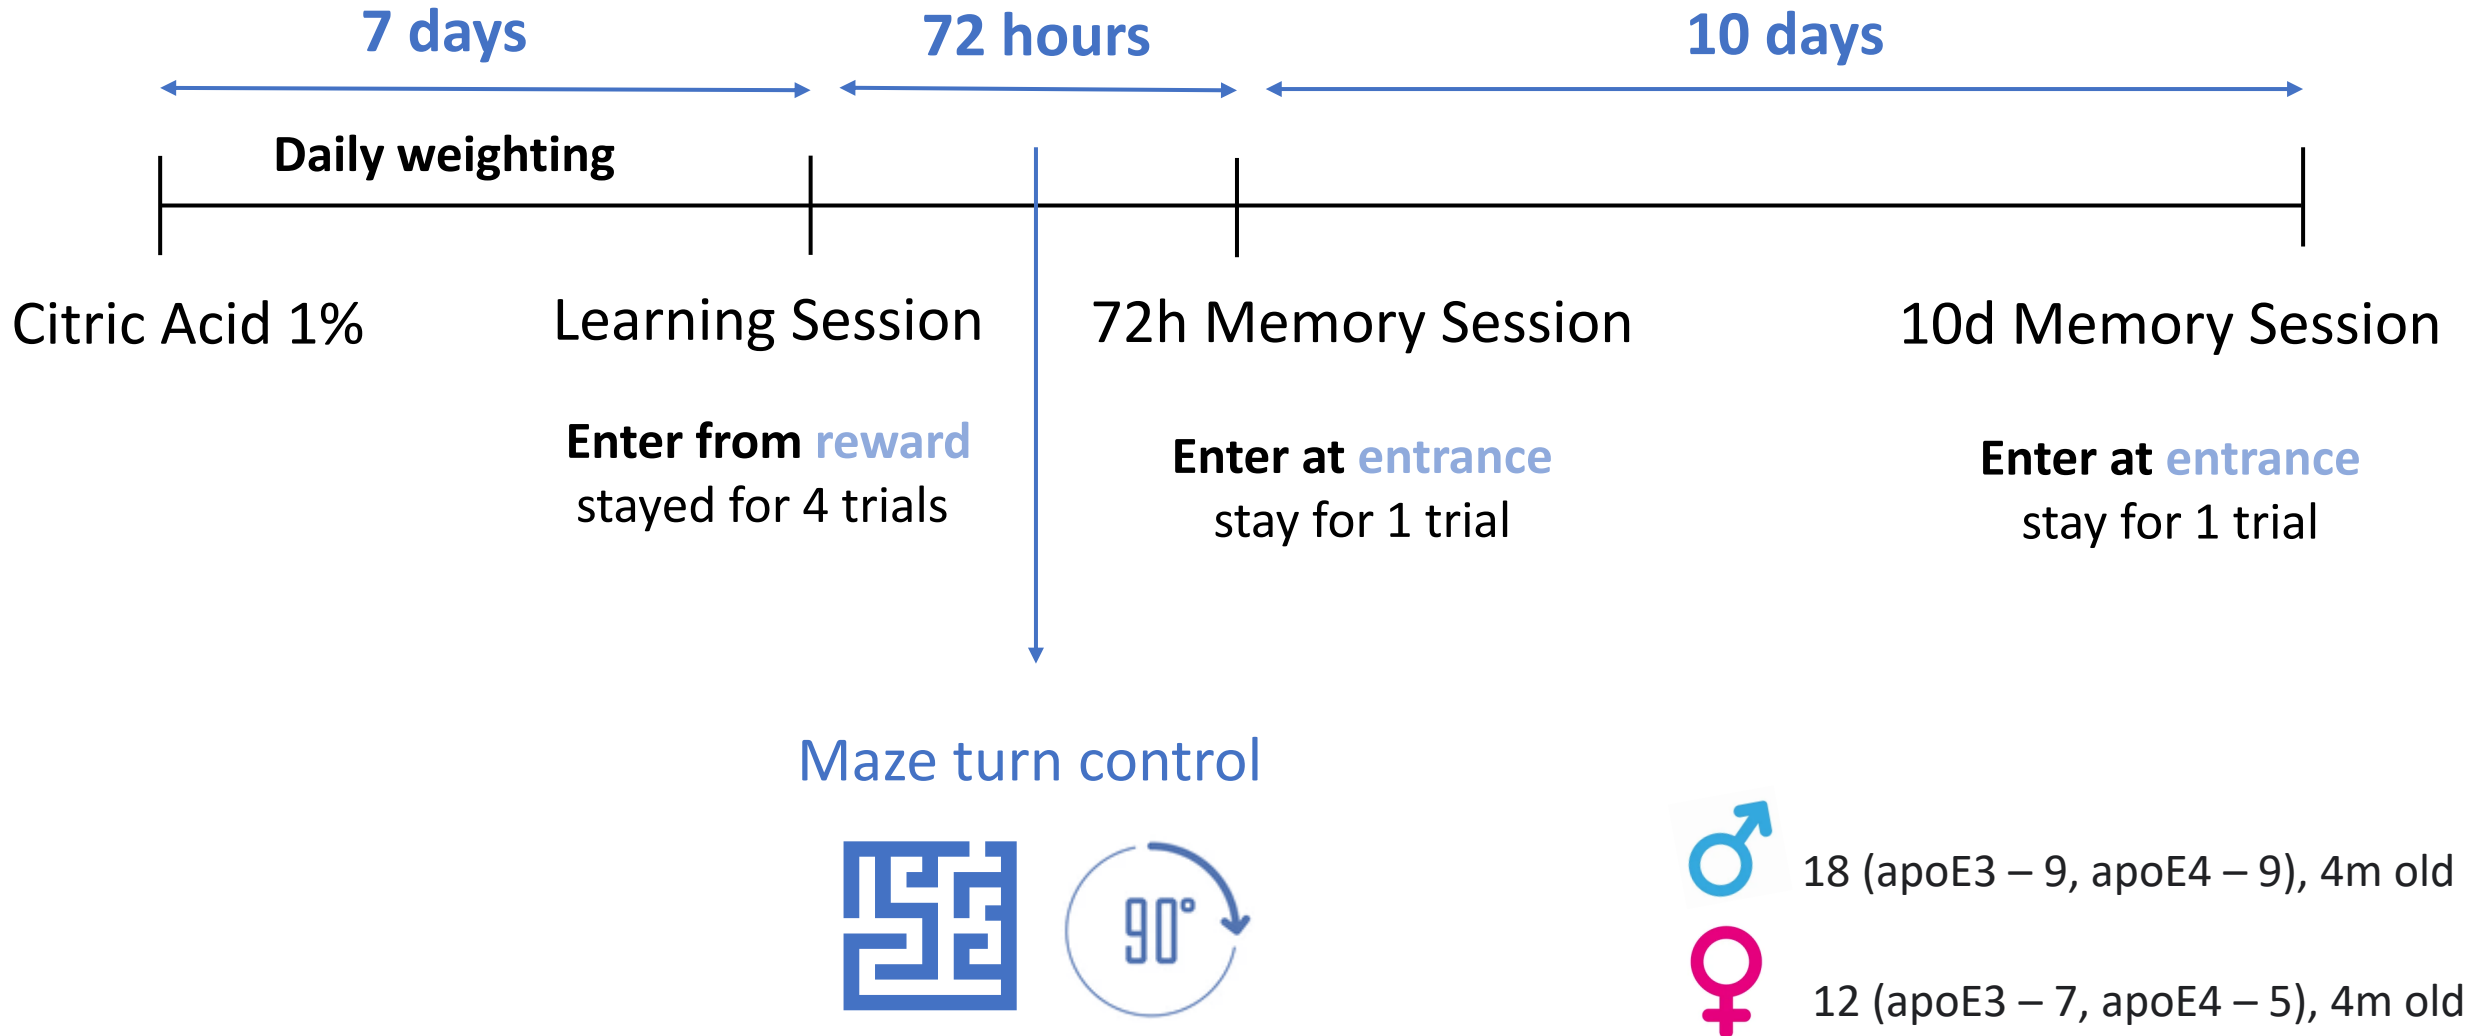 7 days
72 hours
10 days
Daily weighting
Citric Acid 1%
Learning Session
72h Memory Session
10d Memory Session
Enter from reward
stayed for 4 trials
Enter at entrance
stay for 1 trial
Enter at entrance
stay for 1 trial
Maze turn control
90°
18 (apoE3 – 9, apoE4 – 9), 4m old
12 (apoE3 – 7, apoE4 – 5), 4m old